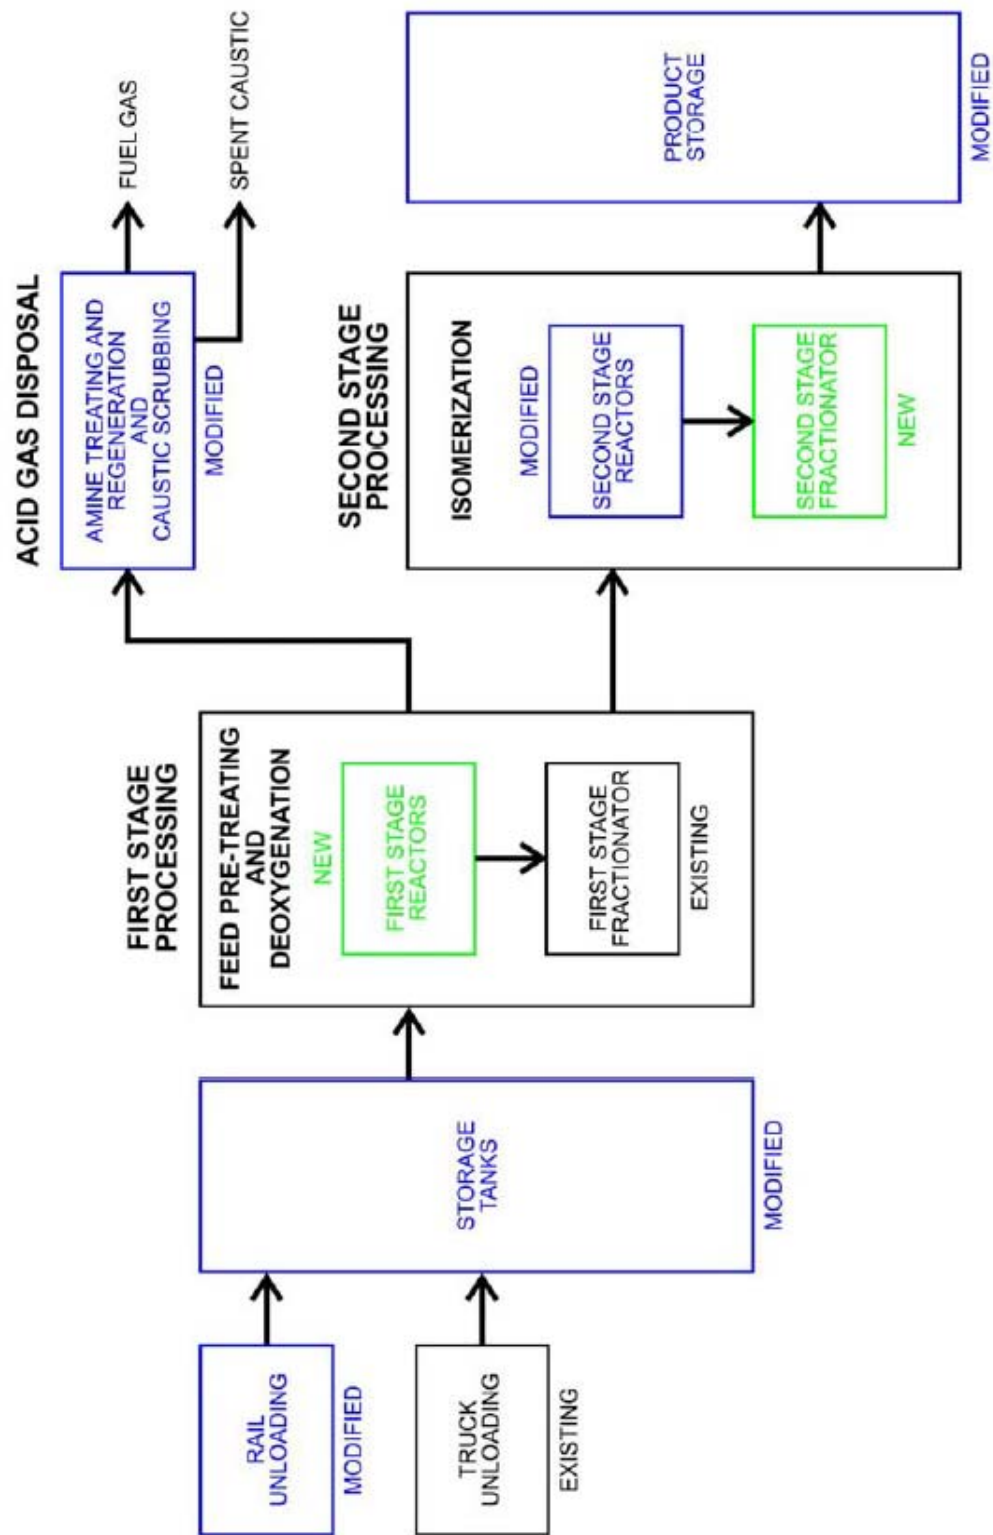 RAIL
UNLOADING
MODIFIED
TRUCK
UNLOADING
EXISTING
STORAGE
TANKS
MODIFIED
FIRST STAGE
PROCESSING
FEED PRE-TREATING
AND
DEOXYGENATION
NEW
FIRST STAGE
REACTORS
FIRST STAGE
FRACTIONATOR
EXISTING
ACID GAS DISPOSAL
AMINE TREATING AND
REGENERATION
AND
CAUSTIC SCRUBBING
MODIFIED
FUEL GAS
SPENT CAUSTIC
SECOND STAGE
PROCESSING
ISOMERIZATION
MODIFIED
SECOND STAGE
REACTORS
SECOND STAGE
FRACTIONATOR
NEW
PRODUCT
STORAGE
MODIFIED